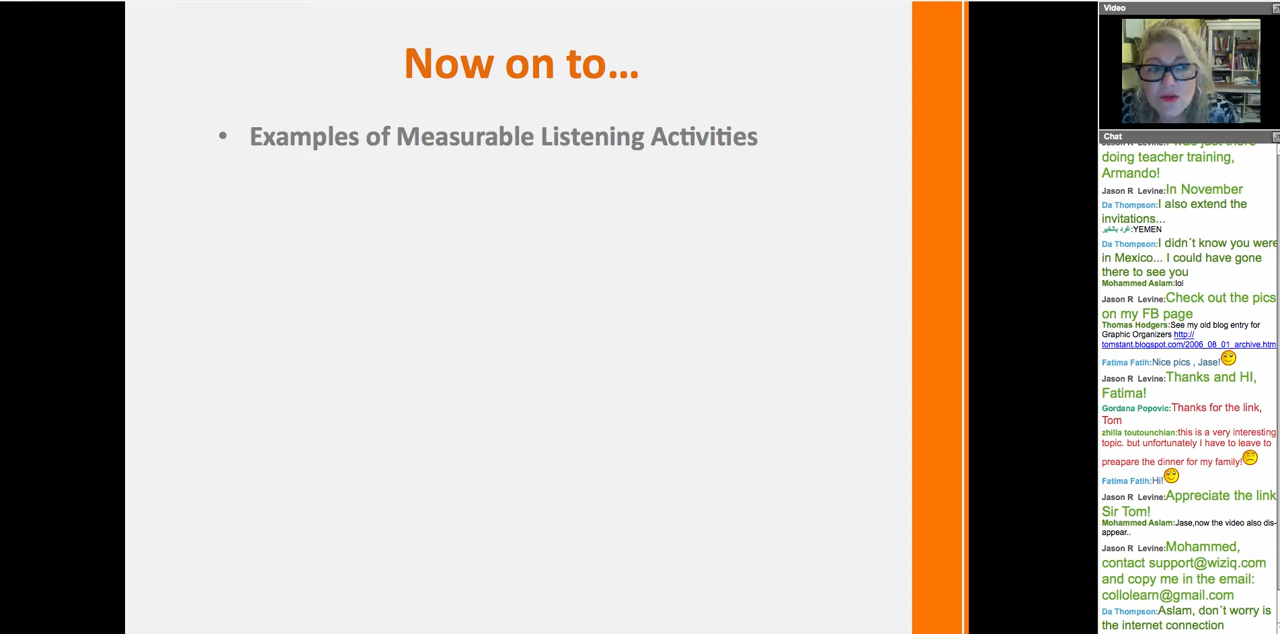 Now on to...
• Examples of Measurable Listening Activities
Video
Chat
Jason R Levine:I was just there
doing teacher training,
Armando!
Jason R Levine:In November
Da Thompson:I also extend the
invitations...
غرد بالخير:YEMEN
Da Thompson:I didn´t know you were
in Mexico... I could have gone
there to see you
Mohammed Aslam:lol
Jason R Levine:Check out the pics
on my FB page
Thomas Hodgers:See my old blog entry for
Graphic Organizers http://
tomstant.blogspot.com/2006_08_01_archive.htm
Fatima Fatih:Nice pics , Jase!
Jason R Levine:Thanks and HI,
Fatima!
Gordana Popovic:Thanks for the link,
Tom
zhilla toutounchian:this is a very interesting
topic. but unfortunately I have to leave to
preapare the dinner for my family!
Fatima Fatih:Hi!
Jason R Levine:Appreciate the link
Sir Tom!
Mohammed Aslam:Jase,now the video also dis-
appear..
Jason R Levine:Mohammed,
contact support@wiziq.com
and copy me in the email:
collolearn@gmail.com
Da Thompson:Aslam, don´t worry is
the internet connection